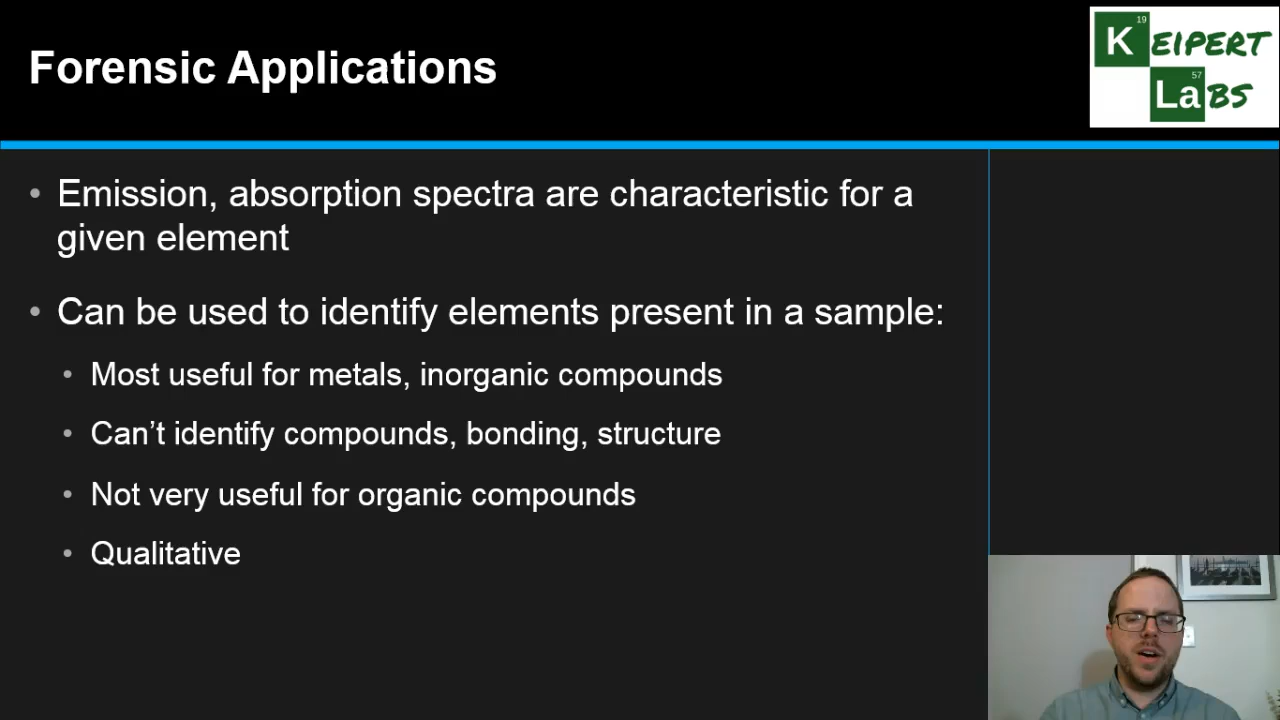 Forensic Applications
19
K EIPERT
57
LaBS
• Emission, absorption spectra are characteristic for a
given element
• Can be used to identify elements present in a sample:
• Most useful for metals, inorganic compounds
• Can’t identify compounds, bonding, structure
• Not very useful for organic compounds
• Qualitative